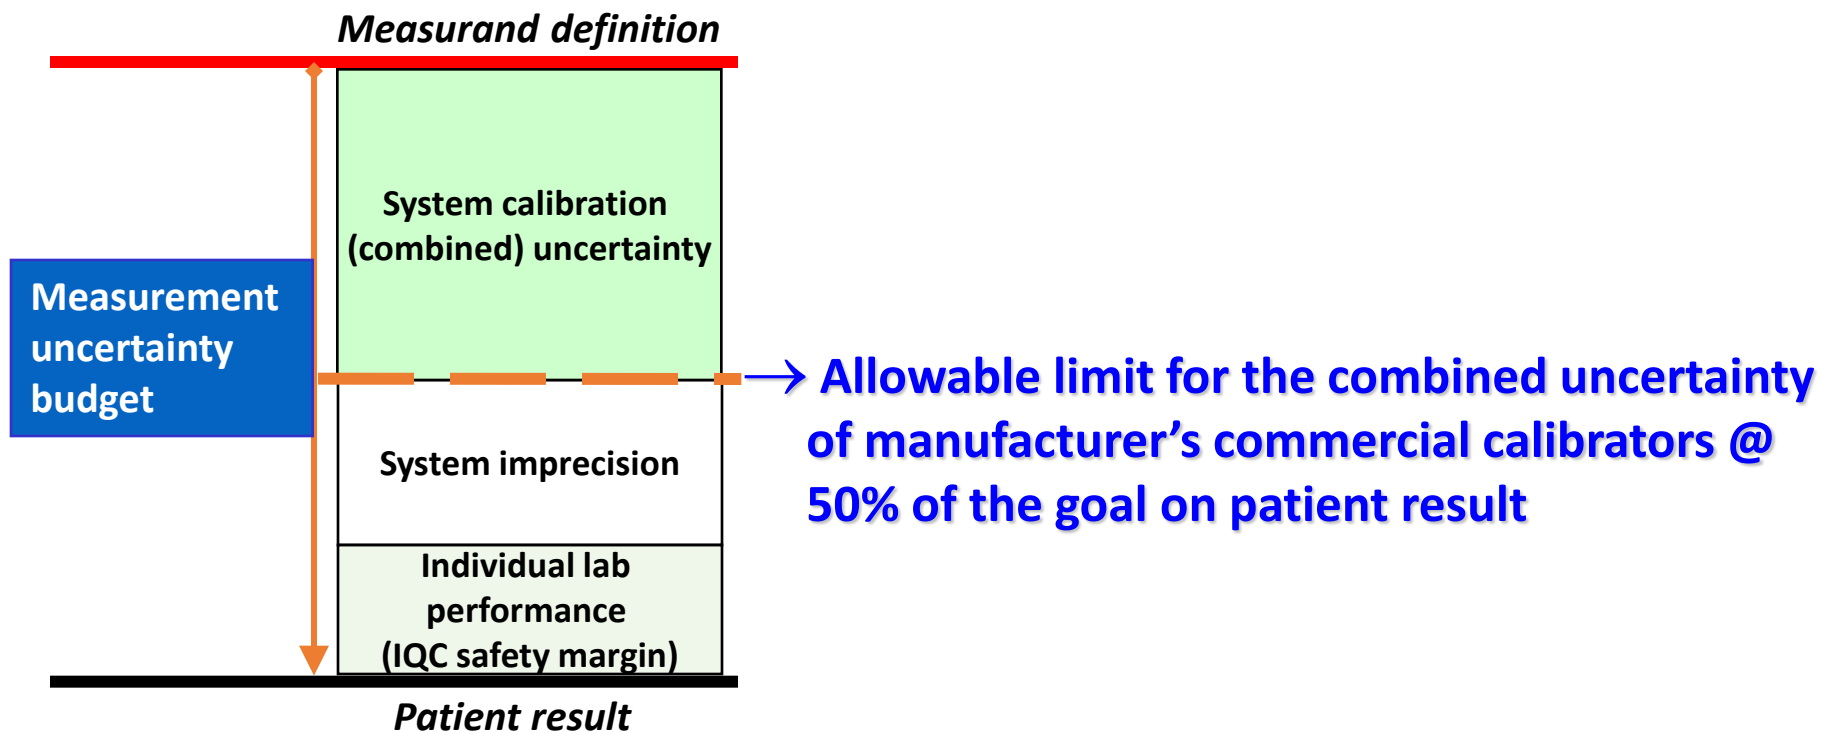 Measurand definition
System calibration
(combined) uncertainty
Measurement
uncertainty
budget
→ Allowable limit for the combined uncertainty
of manufacturer’s commercial calibrators @
50% of the goal on patient result
System imprecision
Individual lab
performance
(IQC safety margin)
Patient result